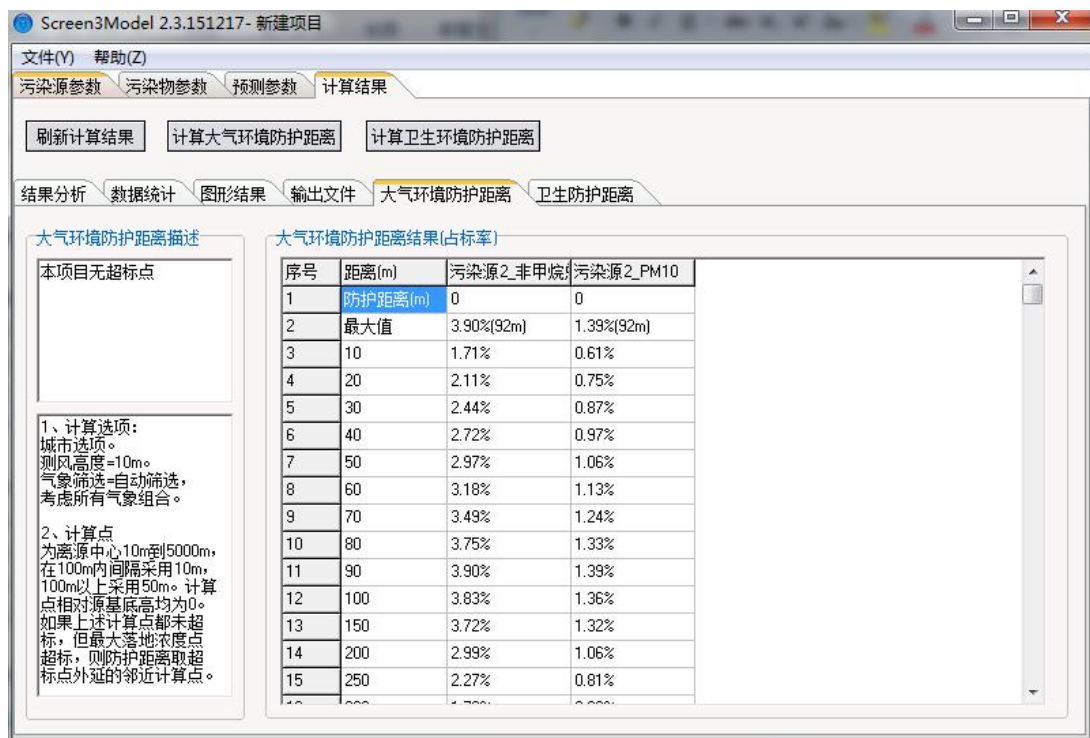 Screen3Model 2.3.151217- 新建项目
文件(Y) 帮助(Z)
污染源参数 污染物参数 预测参数 计算结果
刷新计算结果 计算大气环境防护距离 计算卫生环境防护距离
结果分析 数据统计 图形结果 输出文件 大气环境防护距离 卫生防护距离
大气环境防护距离描述
本项目无超标点
1、计算选项:
城市选项。
测风高度=10m。
气象筛选=自动筛选,
考虑所有气象组合。
2、计算点
为离源中心10m到5000m,
在100m内间隔采用10m,
100m以上采用50m。计算
点相对源基底高均为0。
如果上述计算点都未超
标,但最大落地浓度点
超标,则防护距离取超
标点外延的邻近计算点。
大气环境防护距离结果(占标率)
序号 距离(m) 污染源2_非甲烷 污染源2_PM10
1 防护距离(m) 0 0
2 最大值 3.90%(92m) 1.39%(92m)
3 10 1.71% 0.61%
4 20 2.11% 0.75%
5 30 2.44% 0.87%
6 40 2.72% 0.97%
7 50 2.97% 1.06%
8 60 3.18% 1.13%
9 70 3.49% 1.24%
10 80 3.75% 1.33%
11 90 3.90% 1.39%
12 100 3.83% 1.36%
13 150 3.72% 1.32%
14 200 2.99% 1.06%
15 250 2.27% 0.81%